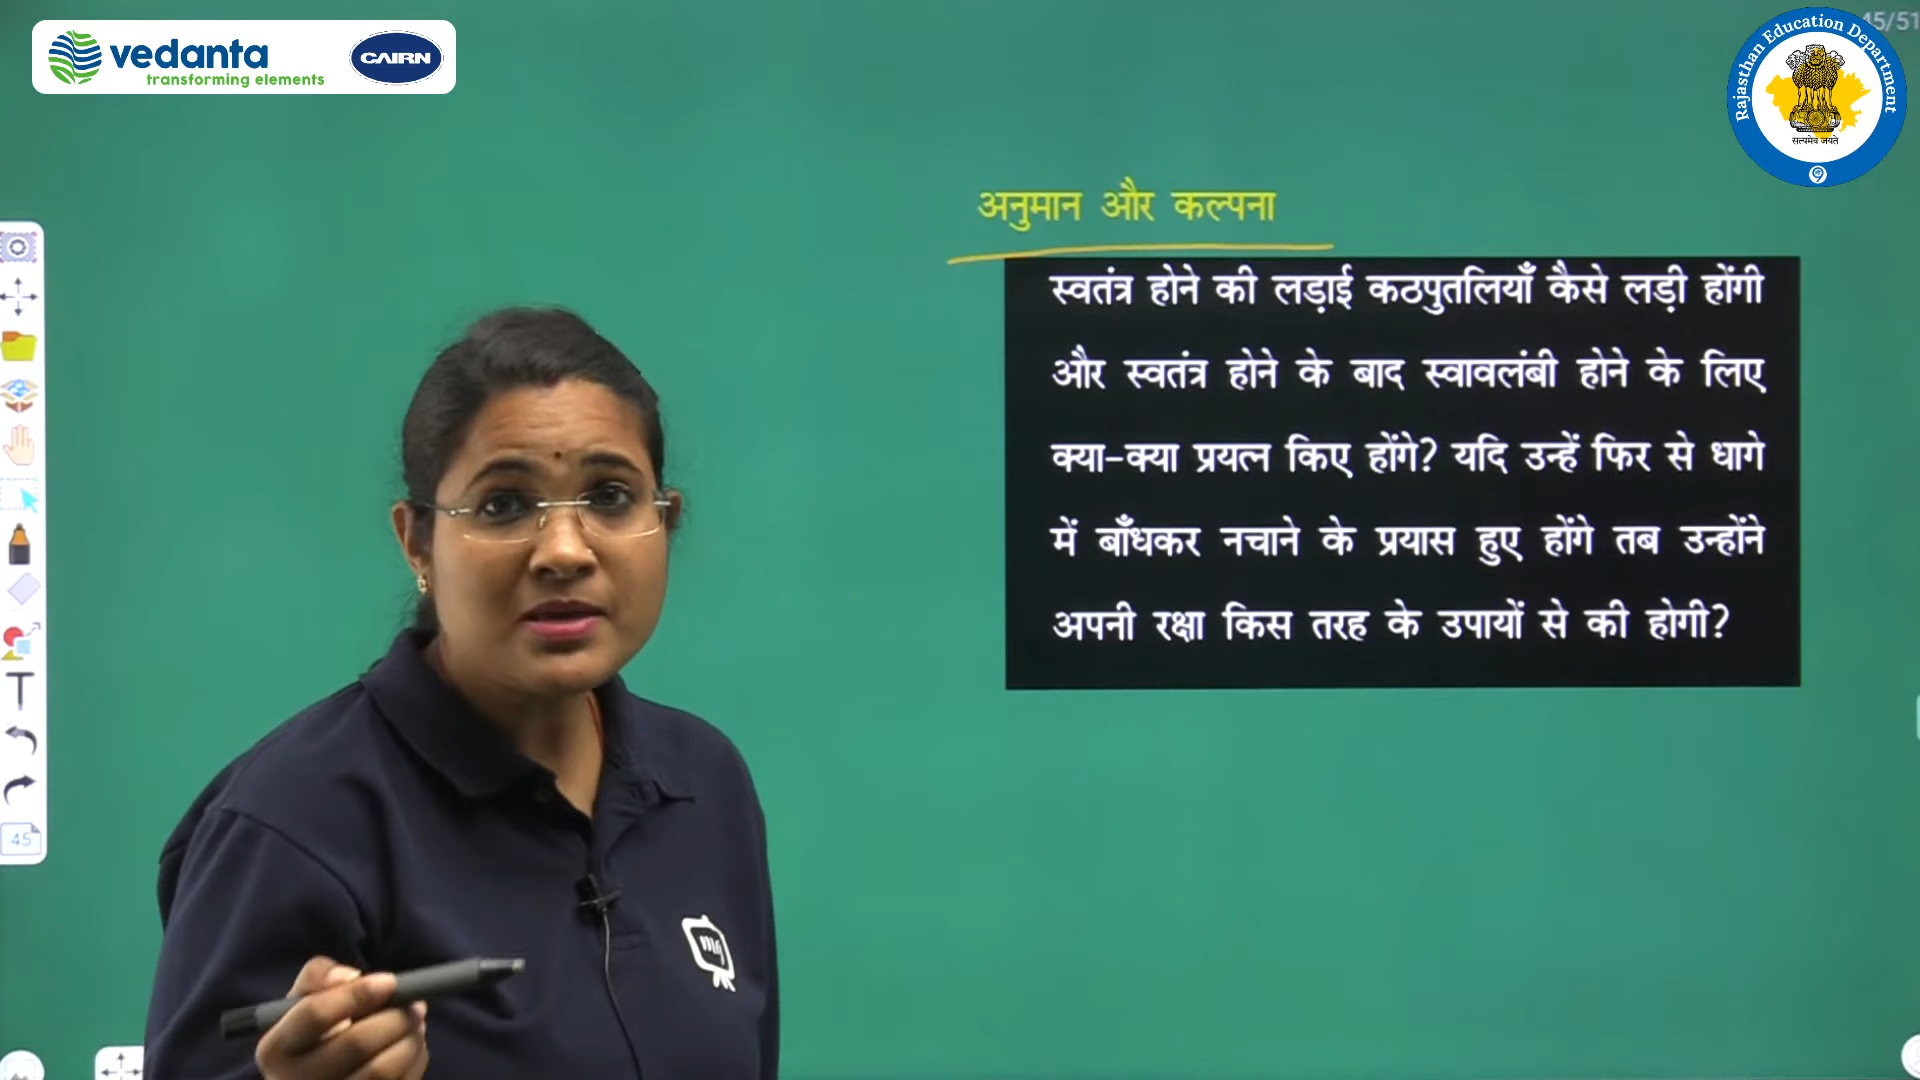 vedanta
transforming elements
CAIRN
45/51
Rajasthan Education Department
सत्यमेव जयते
अनुमान और कल्पना
स्वतंत्र होने की लड़ाई कठपुतलियाँ कैसे लड़ी होंगी
और स्वतंत्र होने के बाद स्वावलंबी होने के लिए
क्या-क्या प्रयत्न किए होंगे? यदि उन्हें फिर से धागे
में बाँधकर नचाने के प्रयास हुए होंगे तब उन्होंने
अपनी रक्षा किस तरह के उपायों से की होगी?
T
45